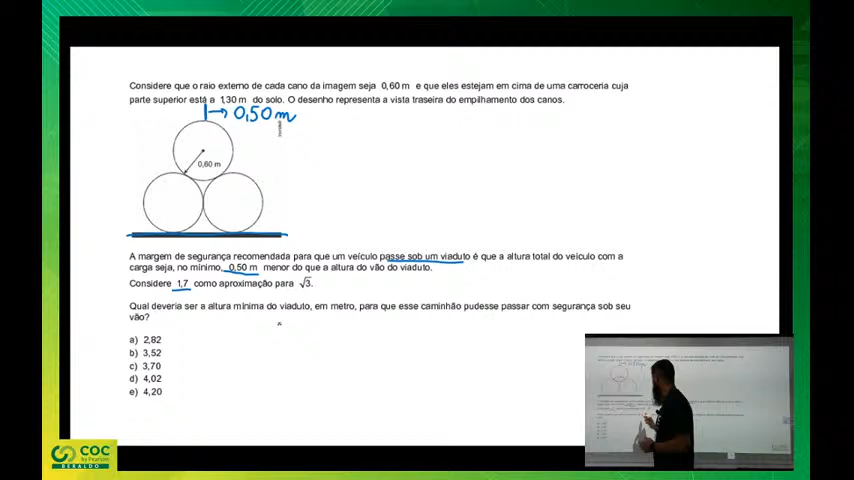 Considere que o raio externo de cada cano da imagem seja 0,60 m e que eles estejam em cima de uma carroceria cuja
parte superior está a 1,30 m do solo. O desenho representa a vista traseira do empilhamento dos canos.
0,50 m
0,60 m
A margem de segurança recomendada para que um veículo passe sob um viaduto é que a altura total do veículo com a
carga seja, no mínimo, 0,50 m menor do que a altura do vão do viaduto.
Considere 1,7 como aproximação para √3.
Qual deveria ser a altura mínima do viaduto, em metro, para que esse caminhão pudesse passar com segurança sob seu
vão?
a) 2,82
b) 3,52
c) 3,70
d) 4,02
e) 4,20
COC
by Pearson
BERALDO